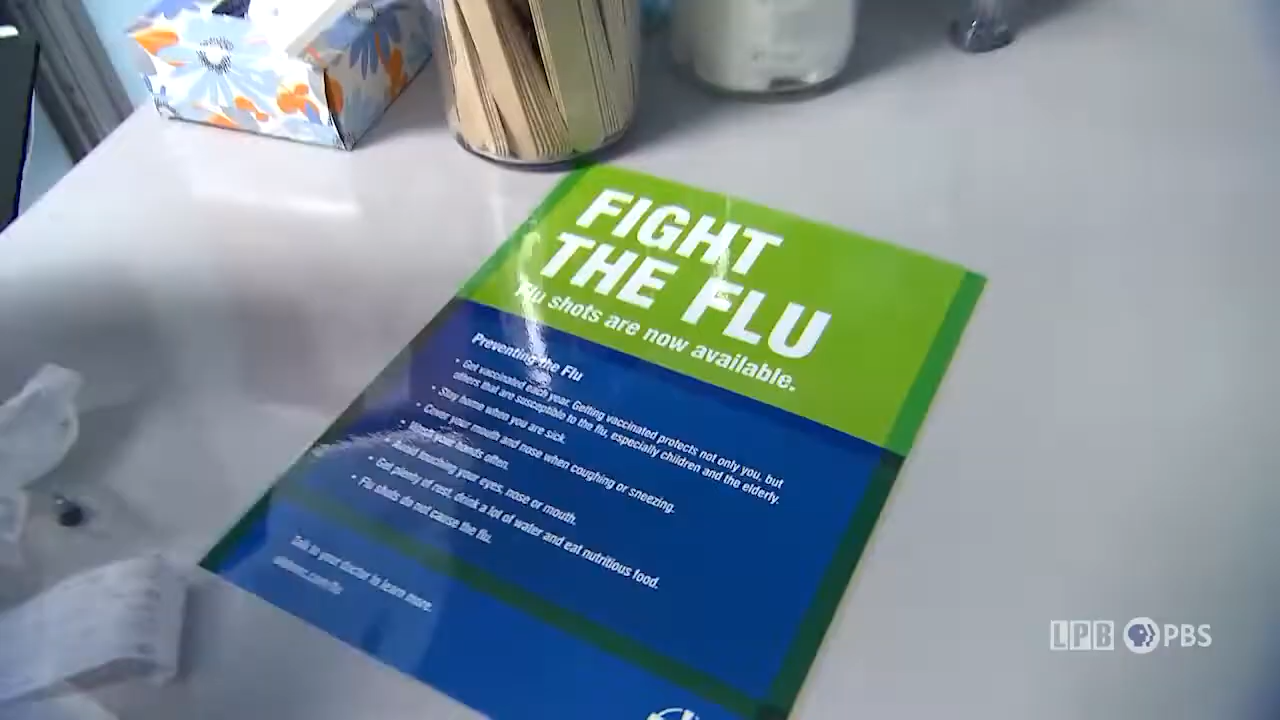 FIGHT
THE FLU
Flu shots are now available.
Preventing the Flu
• Get vaccinated each year. Getting vaccinated protects not only you, but
others that are susceptible to the flu, especially children and the elderly.
• Stay home when you are sick.
• Cover your mouth and nose when coughing or sneezing.
• Wash your hands often.
• Avoid touching your eyes, nose or mouth.
• Get plenty of rest, drink a lot of water and eat nutritious food.
• Flu shots do not cause the flu.
Talk to your doctor to learn more.
LPB PBS